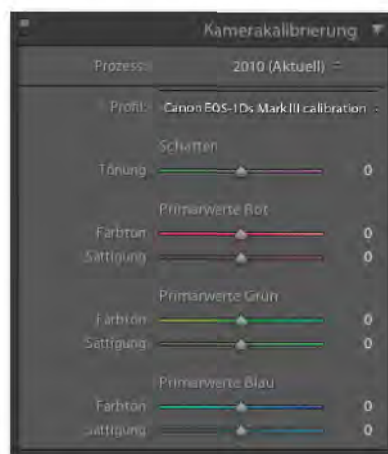 Kamerakalibrierung
Prozess: 2010 (Aktuell)
Profil: Canon EOS-1Ds Mark III calibration
Schatten
Tönung 0
Primärwerte Rot
Farbton 0
Sättigung 0
Primärwerte Grün
Farbton 0
Sättigung 0
Primärwerte Blau
Farbton 0
Sättigung 0